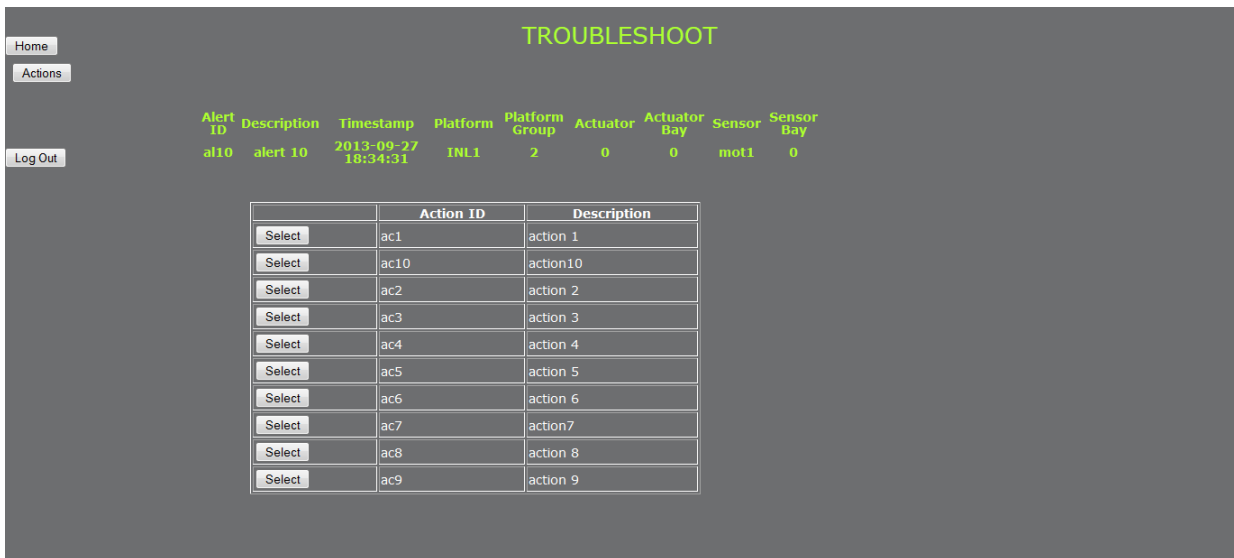 TROUBLESHOOT
Home
Actions
Alert ID Description Timestamp Platform Platform Group Actuator Actuator Bay Sensor Sensor Bay
al10 alert 10 2013-09-27 18:34:31 INL1 2 0 0 mot1 0
Log Out
Action ID Description
Select ac1 action 1
Select ac10 action10
Select ac2 action 2
Select ac3 action 3
Select ac4 action 4
Select ac5 action 5
Select ac6 action 6
Select ac7 action7
Select ac8 action 8
Select ac9 action 9